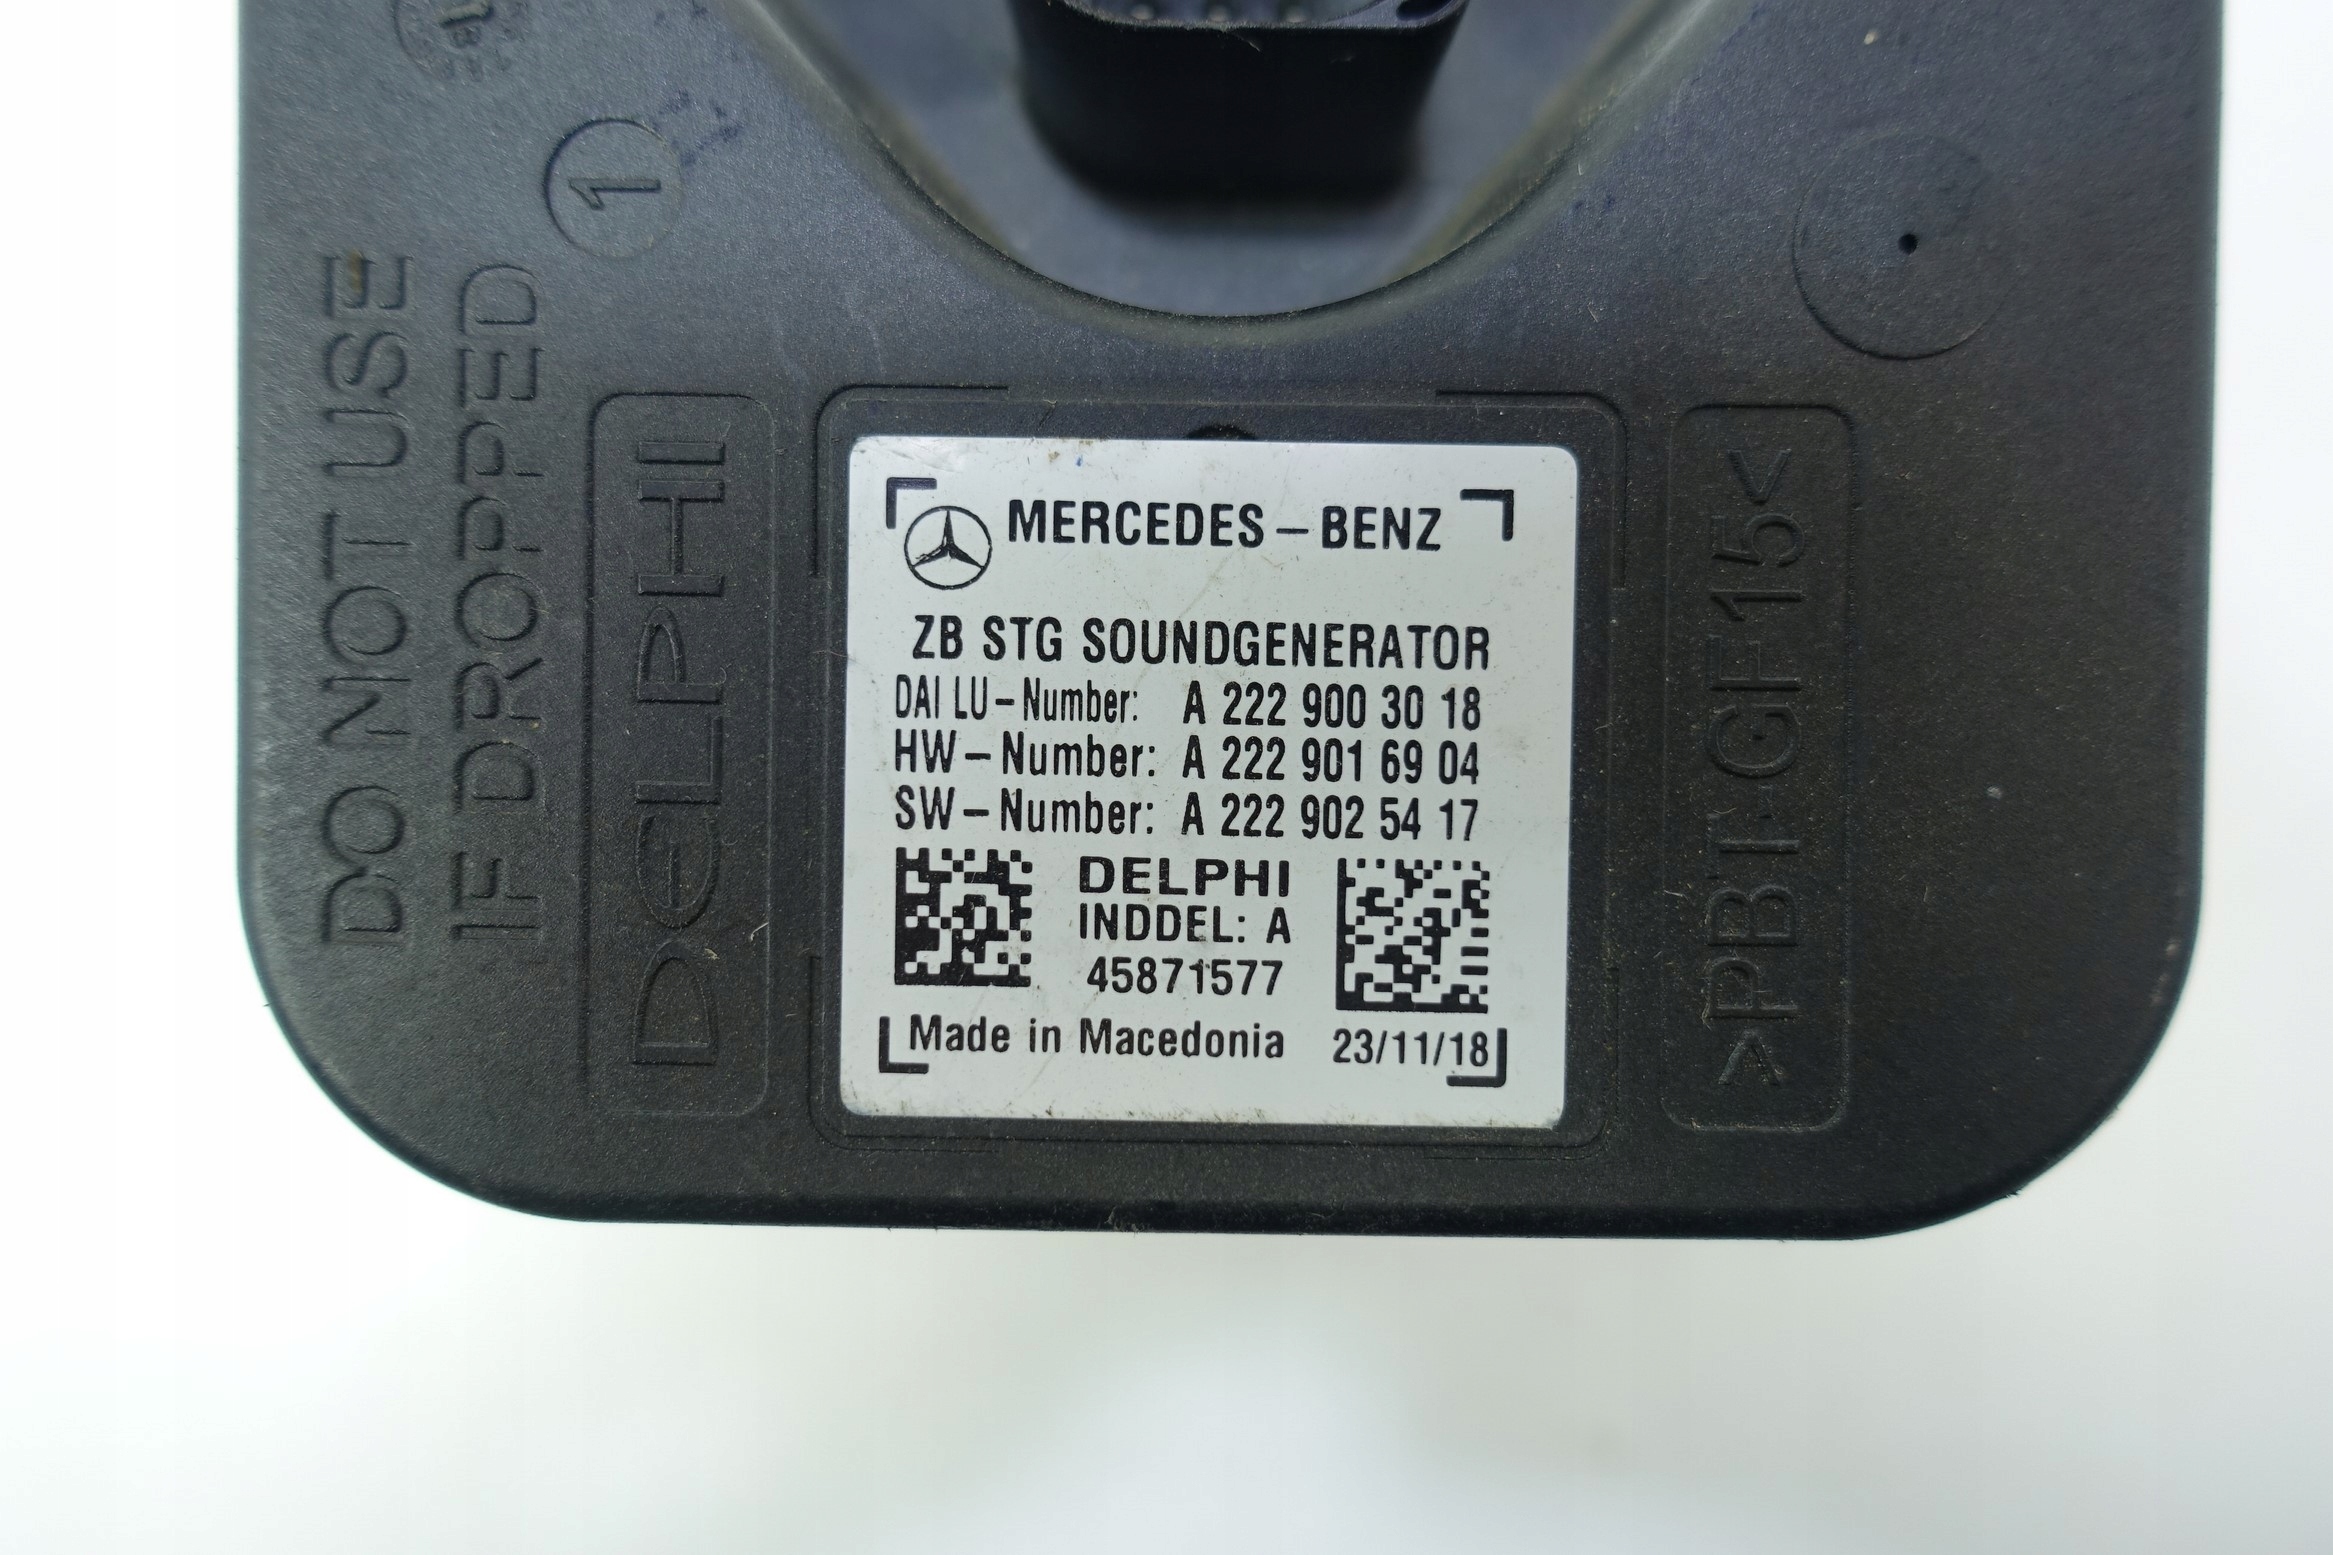 1
DO NOT USE
IF DROPPED
DELPHI
MERCEDES-BENZ
ZB STG SOUNDGENERATOR
DAI LU-Number: A 222 900 30 18
HW-Number: A 222 901 69 04
SW-Number: A 222 902 54 17
DELPHI
INDDEL: A
45871577
Made in Macedonia 23/11/18
>PBT-GF15<